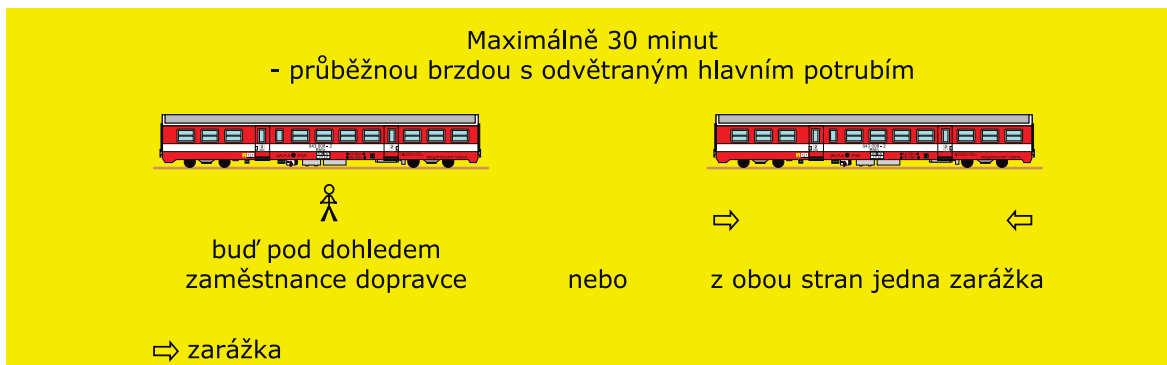 Maximálně 30 minut
- průběžnou brzdou s odvětraným hlavním potrubím
buď pod dohledem
zaměstnance dopravce
nebo
z obou stran jedna zarážka
zarážka